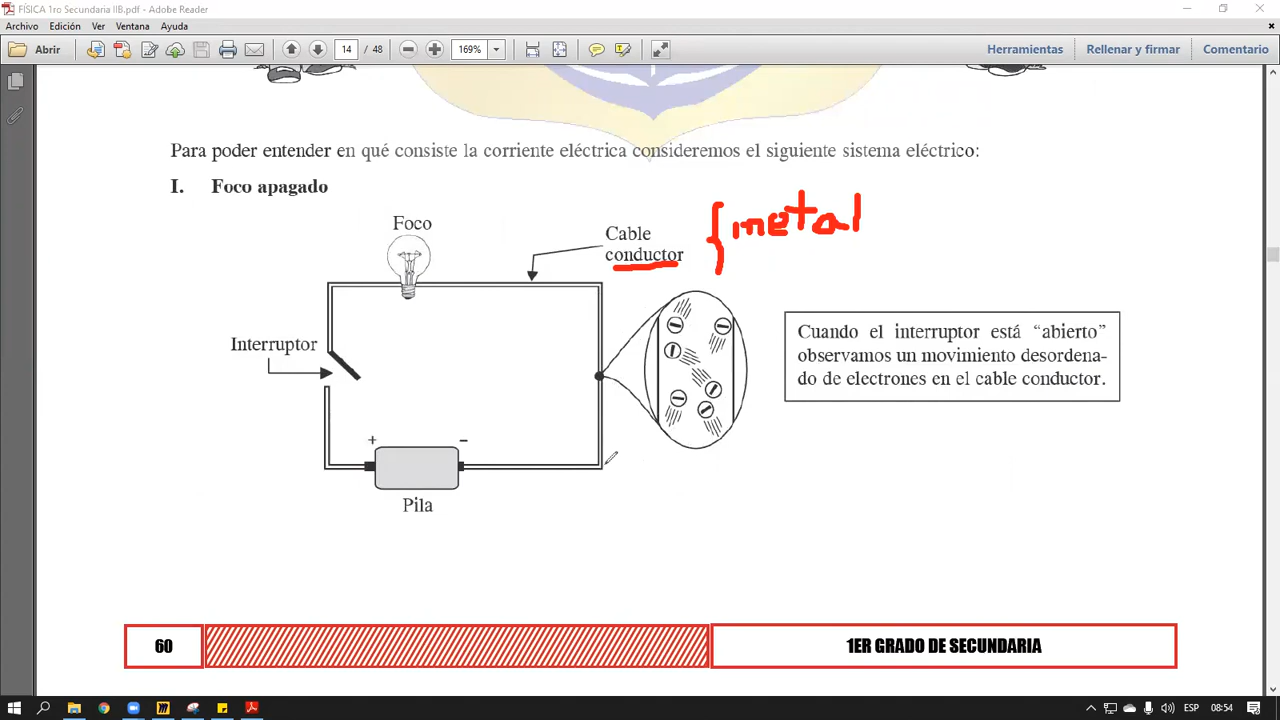 FÍSICA 1ro Secundaria IIB.pdf - Adobe Reader
Archivo Edición Ver Ventana Ayuda
Abrir 14 / 48 169% Herramientas Rellenar y firmar Comentario
Para poder entender en qué consiste la corriente eléctrica consideremos el siguiente sistema eléctrico:
I. Foco apagado
Foco
Cable
conductor
{ metal
Interruptor
Cuando el interruptor está “abierto”
observamos un movimiento desordena-
do de electrones en el cable conductor.
+ −
Pila
60
1ER GRADO DE SECUNDARIA
ESP 08:54